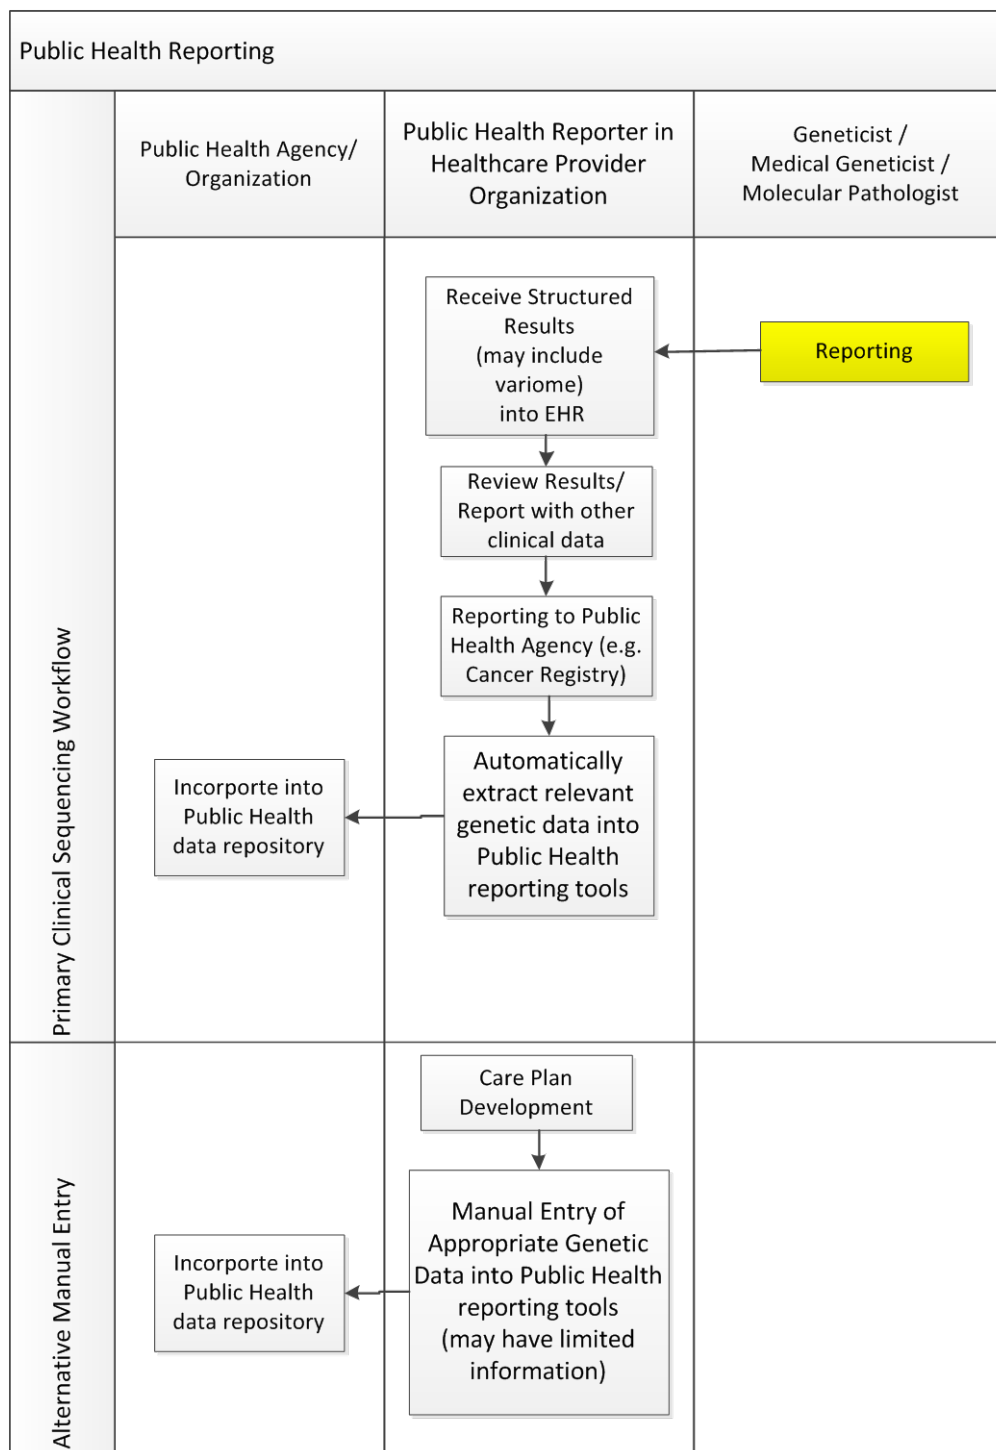 Public Health Reporting
Public Health Agency/
Organization
Public Health Reporter in
Healthcare Provider
Organization
Geneticist /
Medical Geneticist /
Molecular Pathologist
Primary Clinical Sequencing Workflow
Receive Structured
Results
(may include
variome)
into EHR
Reporting
Review Results/
Report with other
clinical data
Reporting to Public
Health Agency (e.g.
Cancer Registry)
Automatically
extract relevant
genetic data into
Public Health
reporting tools
Incorporte into
Public Health
data repository
Alternative Manual Entry
Care Plan
Development
Manual Entry of
Appropriate Genetic
Data into Public Health
reporting tools
(may have limited
information)
Incorporte into
Public Health
data repository